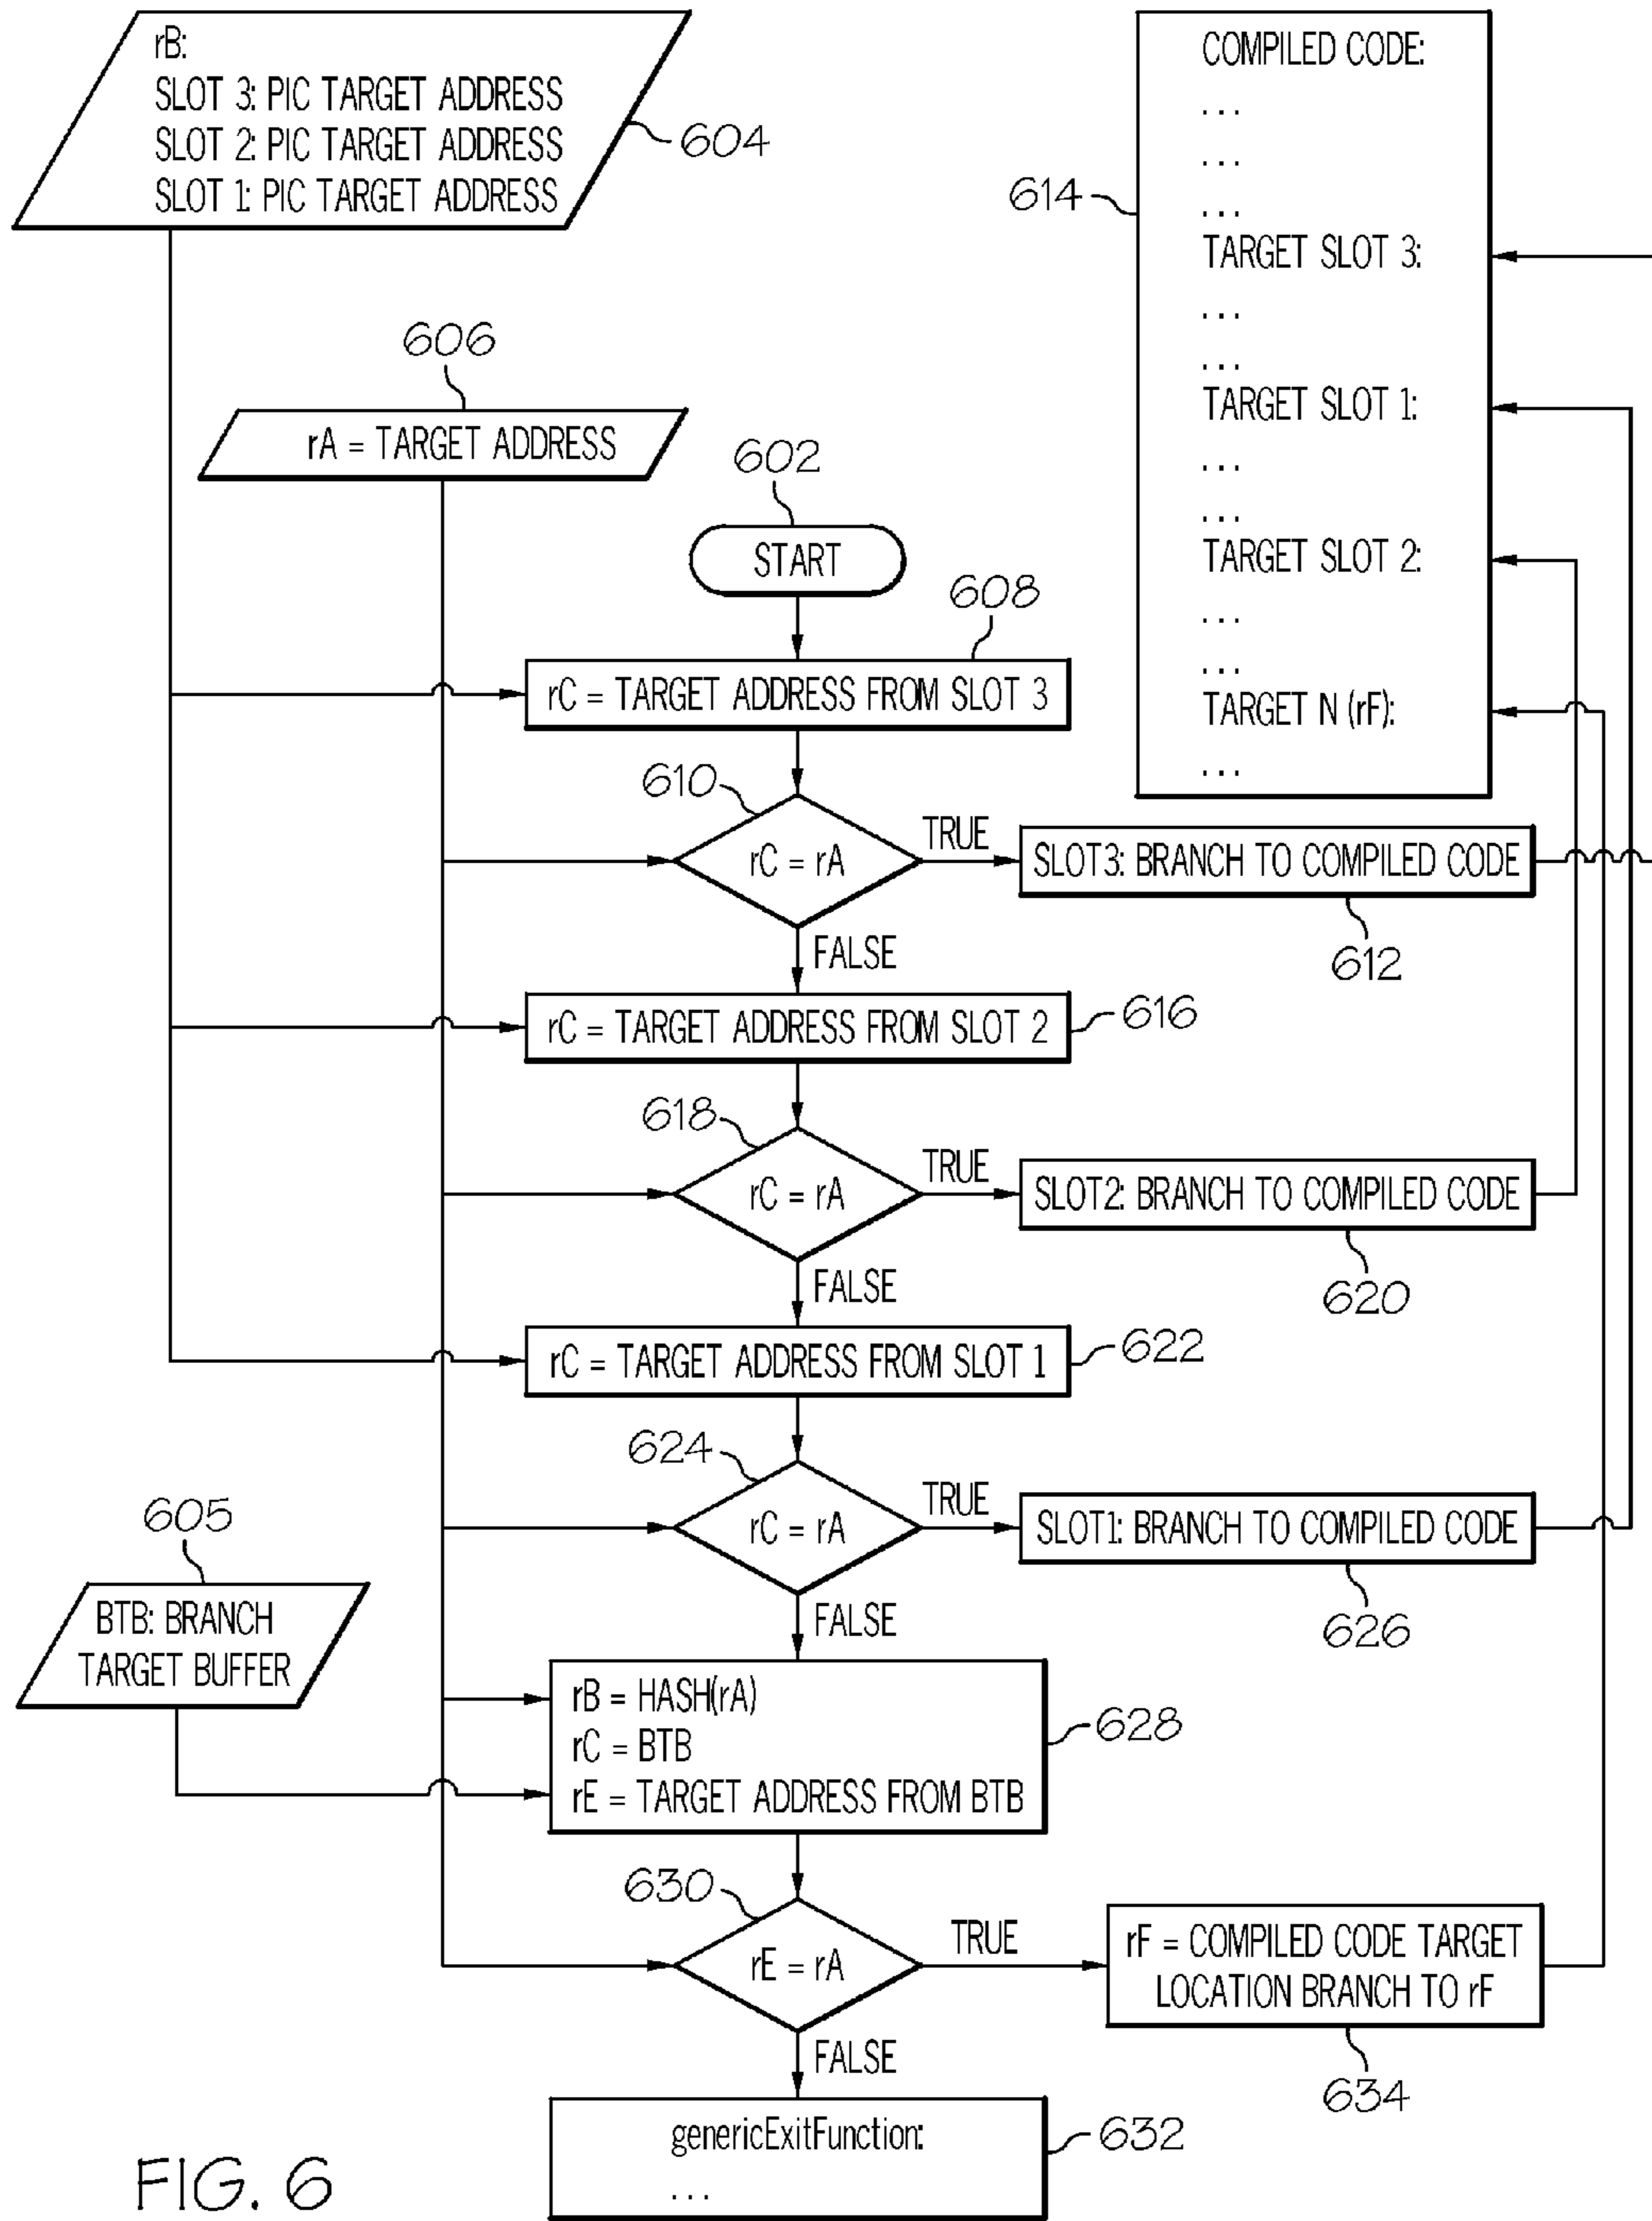 rB:
SLOT 3: PIC TARGET ADDRESS
SLOT 2: PIC TARGET ADDRESS
SLOT 1: PIC TARGET ADDRESS
604
COMPILED CODE:
...
...
...
614
TARGET SLOT 3:
...
...
TARGET SLOT 1:
...
...
TARGET SLOT 2:
...
...
TARGET N (rF):
...
606
rA = TARGET ADDRESS
602
START
608
rC = TARGET ADDRESS FROM SLOT 3
610
rC = rA
TRUE
SLOT3: BRANCH TO COMPILED CODE
612
FALSE
rC = TARGET ADDRESS FROM SLOT 2
616
618
rC = rA
TRUE
SLOT2: BRANCH TO COMPILED CODE
620
FALSE
rC = TARGET ADDRESS FROM SLOT 1
622
624
rC = rA
TRUE
SLOT1: BRANCH TO COMPILED CODE
626
FALSE
605
BTB: BRANCH
TARGET BUFFER
rB = HASH(rA)
rC = BTB
rE = TARGET ADDRESS FROM BTB
628
630
rE = rA
TRUE
rF = COMPILED CODE TARGET
LOCATION BRANCH TO rF
634
FALSE
genericExitFunction:
...
632
FIG. 6